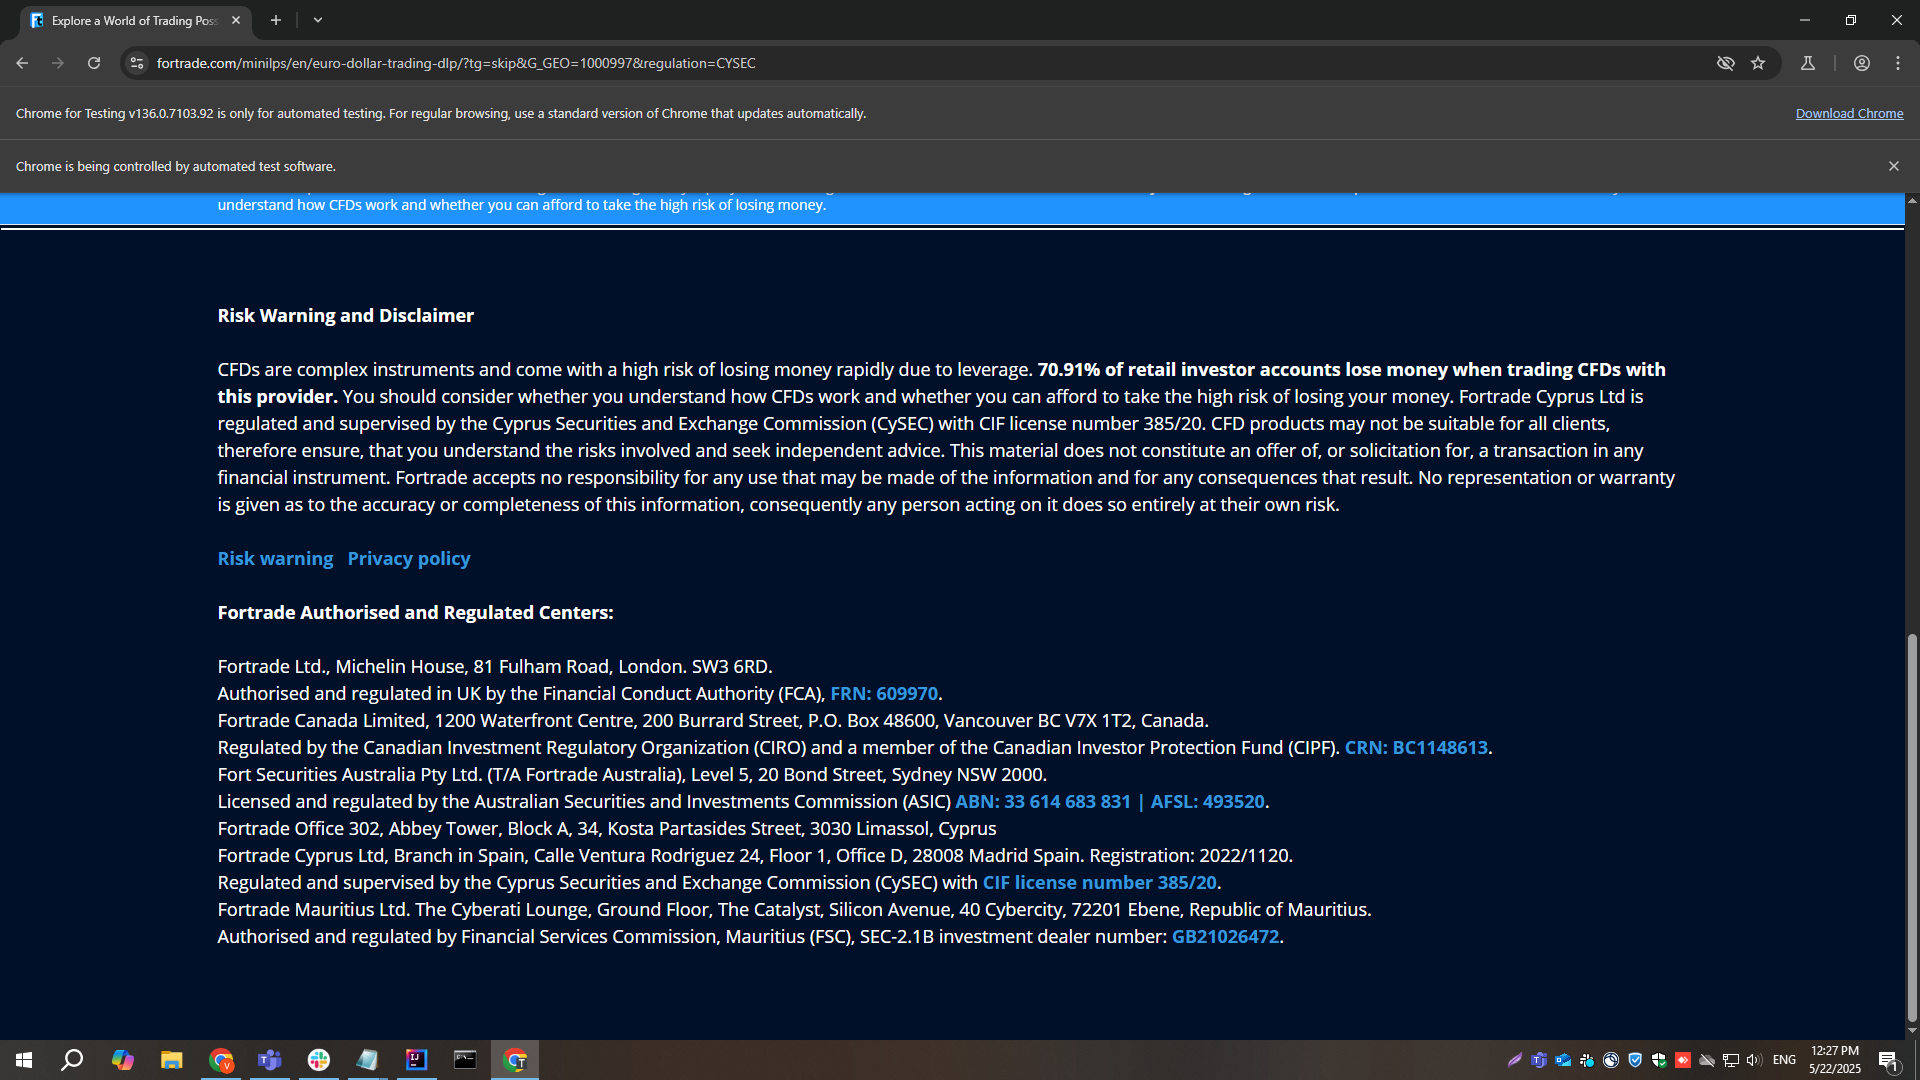 Explore a World of Trading Poss
fortrade.com/minilps/en/euro-dollar-trading-dlp/?tg=skip&G_GEO=1000997&regulation=CYSEC
Chrome for Testing v136.0.7103.92 is only for automated testing. For regular browsing, use a standard version of Chrome that updates automatically.
Download Chrome
Chrome is being controlled by automated test software.
understand how CFDs work and whether you can afford to take the high risk of losing money.
Risk Warning and Disclaimer
CFDs are complex instruments and come with a high risk of losing money rapidly due to leverage. 70.91% of retail investor accounts lose money when trading CFDs with
this provider. You should consider whether you understand how CFDs work and whether you can afford to take the high risk of losing your money. Fortrade Cyprus Ltd is
regulated and supervised by the Cyprus Securities and Exchange Commission (CySEC) with CIF license number 385/20. CFD products may not be suitable for all clients,
therefore ensure, that you understand the risks involved and seek independent advice. This material does not constitute an offer of, or solicitation for, a transaction in any
financial instrument. Fortrade accepts no responsibility for any use that may be made of the information and for any consequences that result. No representation or warranty
is given as to the accuracy or completeness of this information, consequently any person acting on it does so entirely at their own risk.
Risk warning Privacy policy
Fortrade Authorised and Regulated Centers:
Fortrade Ltd., Michelin House, 81 Fulham Road, London. SW3 6RD.
Authorised and regulated in UK by the Financial Conduct Authority (FCA), FRN: 609970.
Fortrade Canada Limited, 1200 Waterfront Centre, 200 Burrard Street, P.O. Box 48600, Vancouver BC V7X 1T2, Canada.
Regulated by the Canadian Investment Regulatory Organization (CIRO) and a member of the Canadian Investor Protection Fund (CIPF). CRN: BC1148613.
Fort Securities Australia Pty Ltd. (T/A Fortrade Australia), Level 5, 20 Bond Street, Sydney NSW 2000.
Licensed and regulated by the Australian Securities and Investments Commission (ASIC) ABN: 33 614 683 831 | AFSL: 493520.
Fortrade Office 302, Abbey Tower, Block A, 34, Kosta Partasides Street, 3030 Limassol, Cyprus
Fortrade Cyprus Ltd, Branch in Spain, Calle Ventura Rodriguez 24, Floor 1, Office D, 28008 Madrid Spain. Registration: 2022/1120.
Regulated and supervised by the Cyprus Securities and Exchange Commission (CySEC) with CIF license number 385/20.
Fortrade Mauritius Ltd. The Cyberati Lounge, Ground Floor, The Catalyst, Silicon Avenue, 40 Cybercity, 72201 Ebene, Republic of Mauritius.
Authorised and regulated by Financial Services Commission, Mauritius (FSC), SEC-2.1B investment dealer number: GB21026472.
ENG
12:27 PM
5/22/2025
1